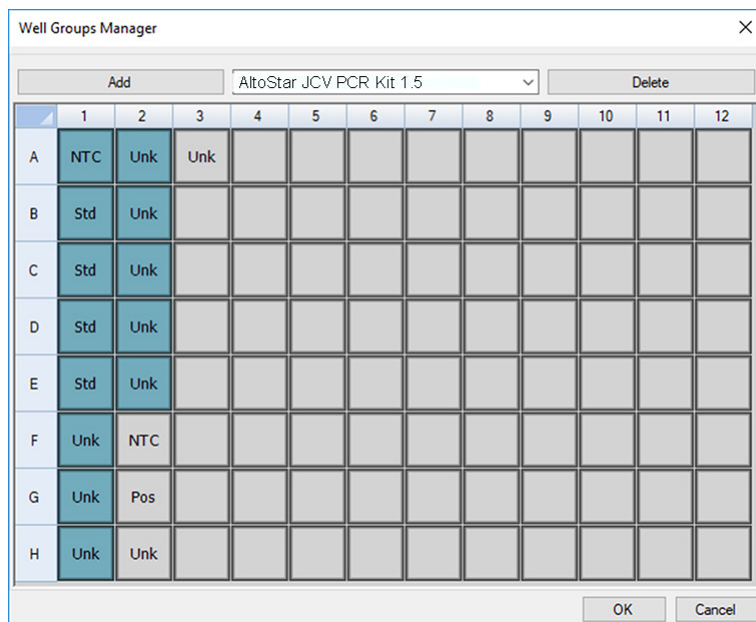 Well Groups Manager
Add AltoStar JCV PCR Kit 1.5 Delete
1 2 3 4 5 6 7 8 9 10 11 12
A NTC Unk Unk
B Std Unk
C Std Unk
D Std Unk
E Std Unk
F Unk NTC
G Unk Pos
H Unk Unk
OK Cancel